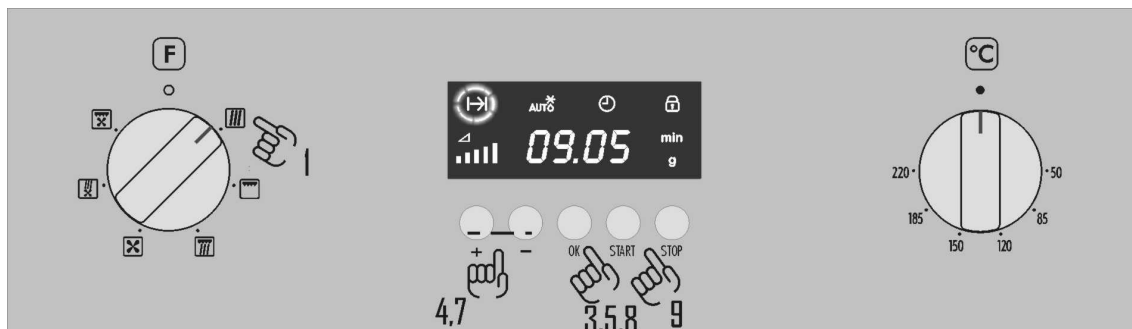 F °C
AUTO
09.05 min
g
1
220 50
185 85
150 120
+ - OK START STOP
4,7 3,5,8 9